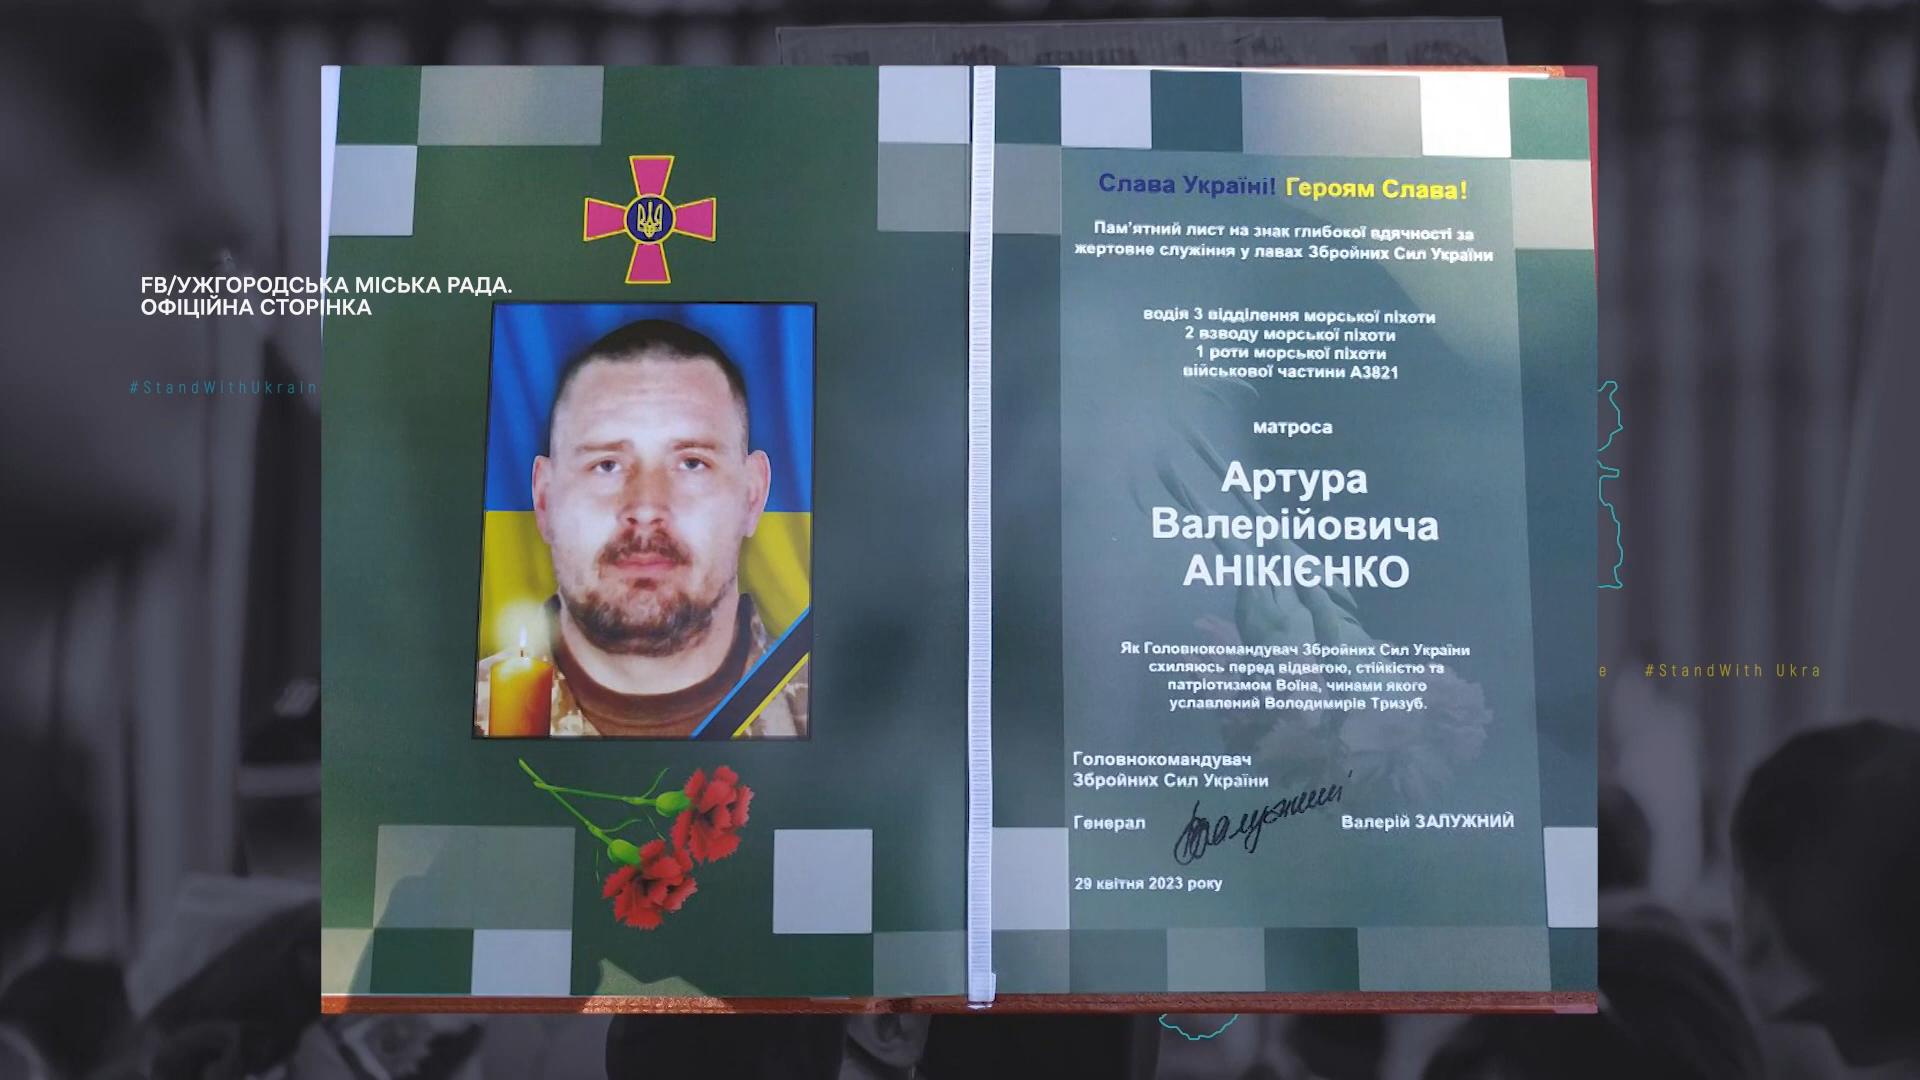 FB/УЖГОРОДСЬКА МІСЬКА РАДА.
ОФІЦІЙНА СТОРІНКА
#StandWithUkrain
Слава Україні! Героям Слава!
Пам'ятний лист на знак глибокої вдячності за
жертовне служіння у лавах Збройних Сил України
водія 3 відділення морської піхоти
2 взводу морської піхоти
1 роти морської піхоти
військової частини А3821
матроса
Артура
Валерійовича
АНІКІЄНКО
Як Головнокомандувач Збройних Сил України
схиляюсь перед відвагою, стійкістю та
патріотизмом Воїна, чинами якого
уславлений Володимирів Тризуб.
Головнокомандувач
Збройних Сил України
Генерал Залужний Валерій ЗАЛУЖНИЙ
29 квітня 2023 року
e #StandWith Ukra